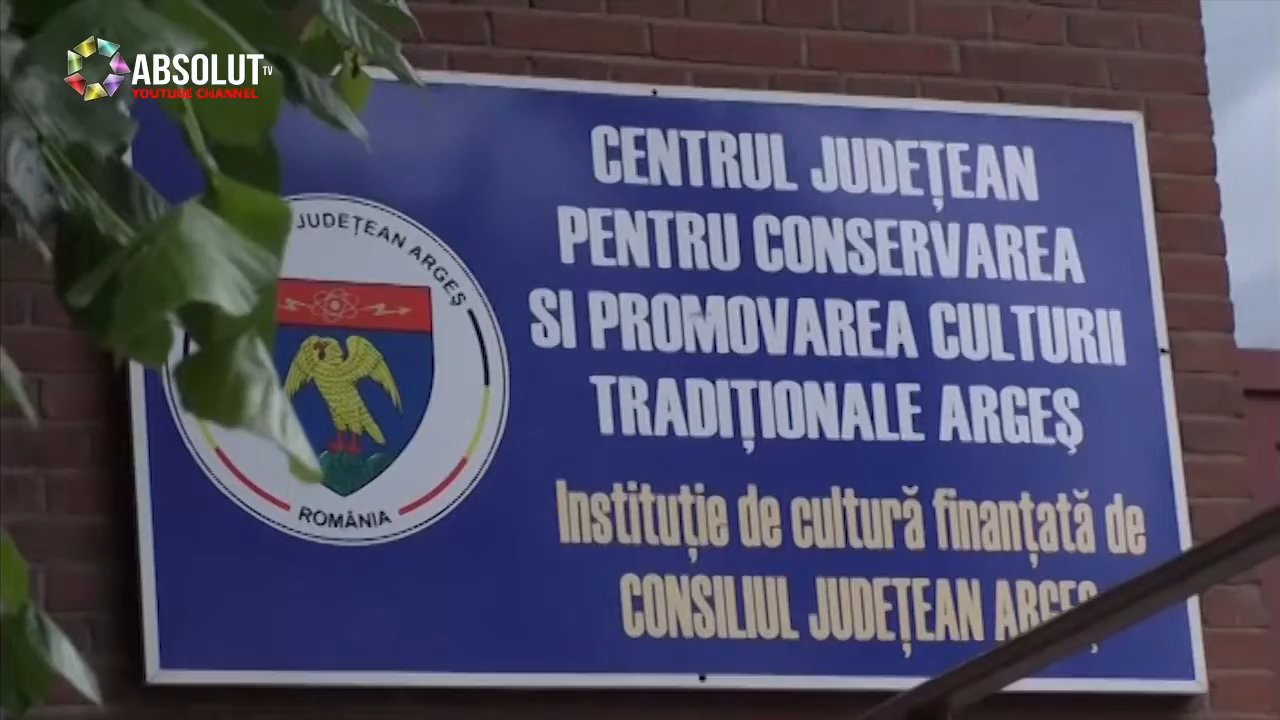 ABSOLUT TV
YOUTUBE CHANNEL
CENTRUL JUDEȚEAN
PENTRU CONSERVAREA
SI PROMOVAREA CULTURII
TRADIȚIONALE ARGEȘ
Instituție de cultură finanțată de
CONSILIUL JUDEȚEAN ARGEȘ
JUDEȚEAN ARGEȘ
ROMÂNIA